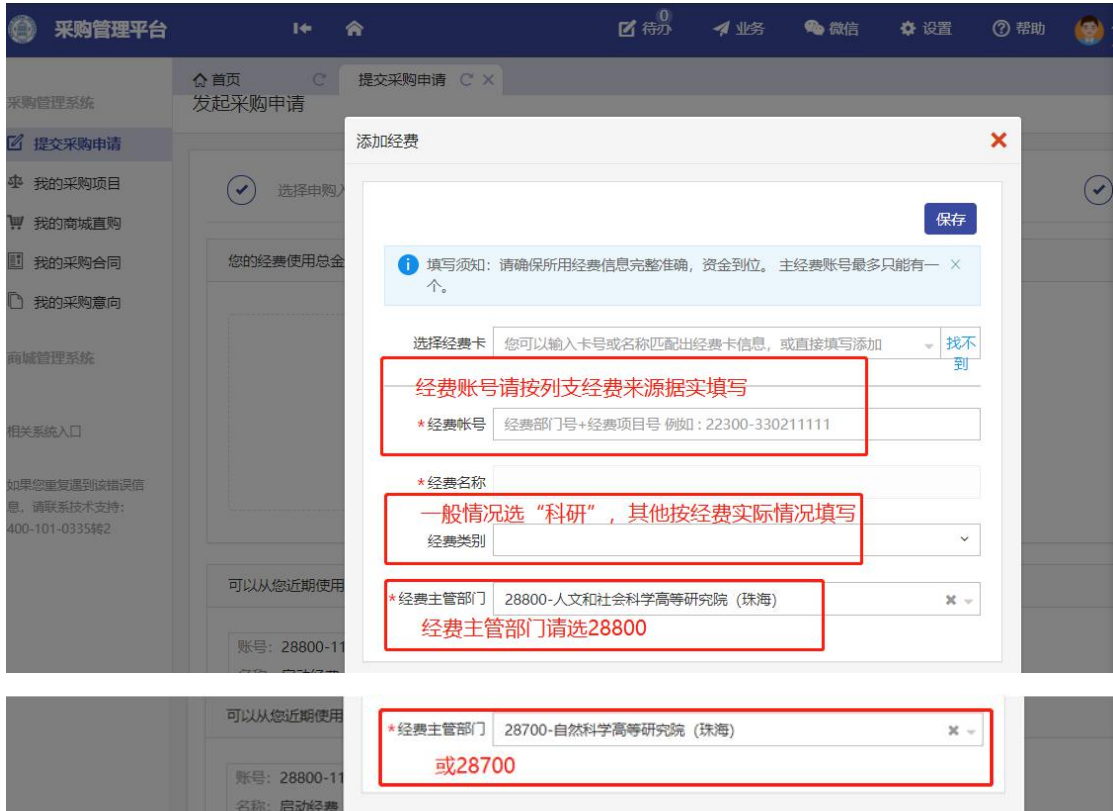 采购管理平台
0
待办
业务
微信
设置
帮助
首页
提交采购申请
发起采购申请
采购管理系统
提交采购申请
我的采购项目
我的商城直购
我的采购合同
我的采购意向
商城管理系统
相关系统入口
如果您重复遇到该错误信
息，请联系技术支持：
400-101-0335转2
选择申购
您的经费使用总金
可以从您近期使用
账号：28800-11
添加经费
保存
填写须知：请确保所用经费信息完整准确，资金到位。 主经费账号最多只能有一
个。
选择经费卡 您可以输入卡号或名称匹配出经费卡信息，或直接填写添加 找不
到
经费账号请按列支经费来源据实填写
*经费帐号 经费部门号+经费项目号 例如 : 22300-330211111
*经费名称
一般情况选“科研”，其他按经费实际情况填写
经费类别
*经费主管部门 28800-人文和社会科学高等研究院（珠海）
经费主管部门请选28800
可以从您近期使用
*经费主管部门 28700-自然科学高等研究院（珠海）
或28700
账号：28800-11
名称：启动经费